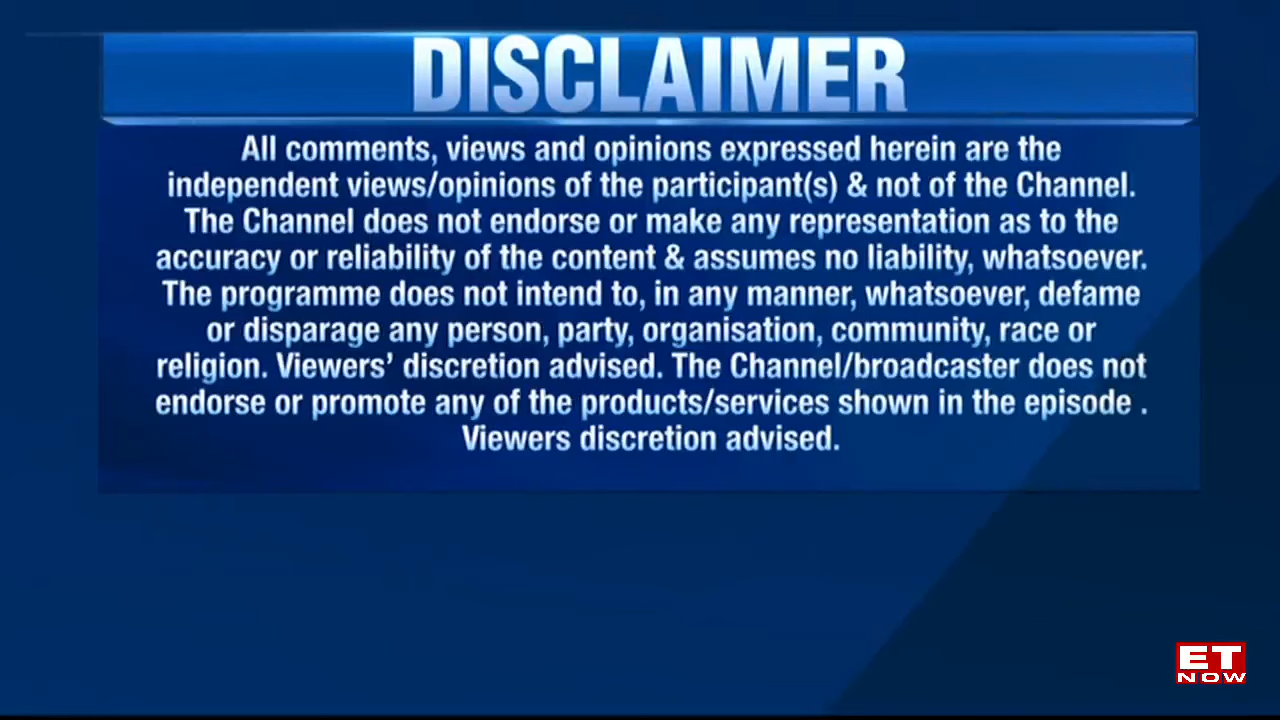 DISCLAIMER
All comments, views and opinions expressed herein are the
independent views/opinions of the participant(s) & not of the Channel.
The Channel does not endorse or make any representation as to the
accuracy or reliability of the content & assumes no liability, whatsoever.
The programme does not intend to, in any manner, whatsoever, defame
or disparage any person, party, organisation, community, race or
religion. Viewers’ discretion advised. The Channel/broadcaster does not
endorse or promote any of the products/services shown in the episode .
Viewers discretion advised.
ET
NOW